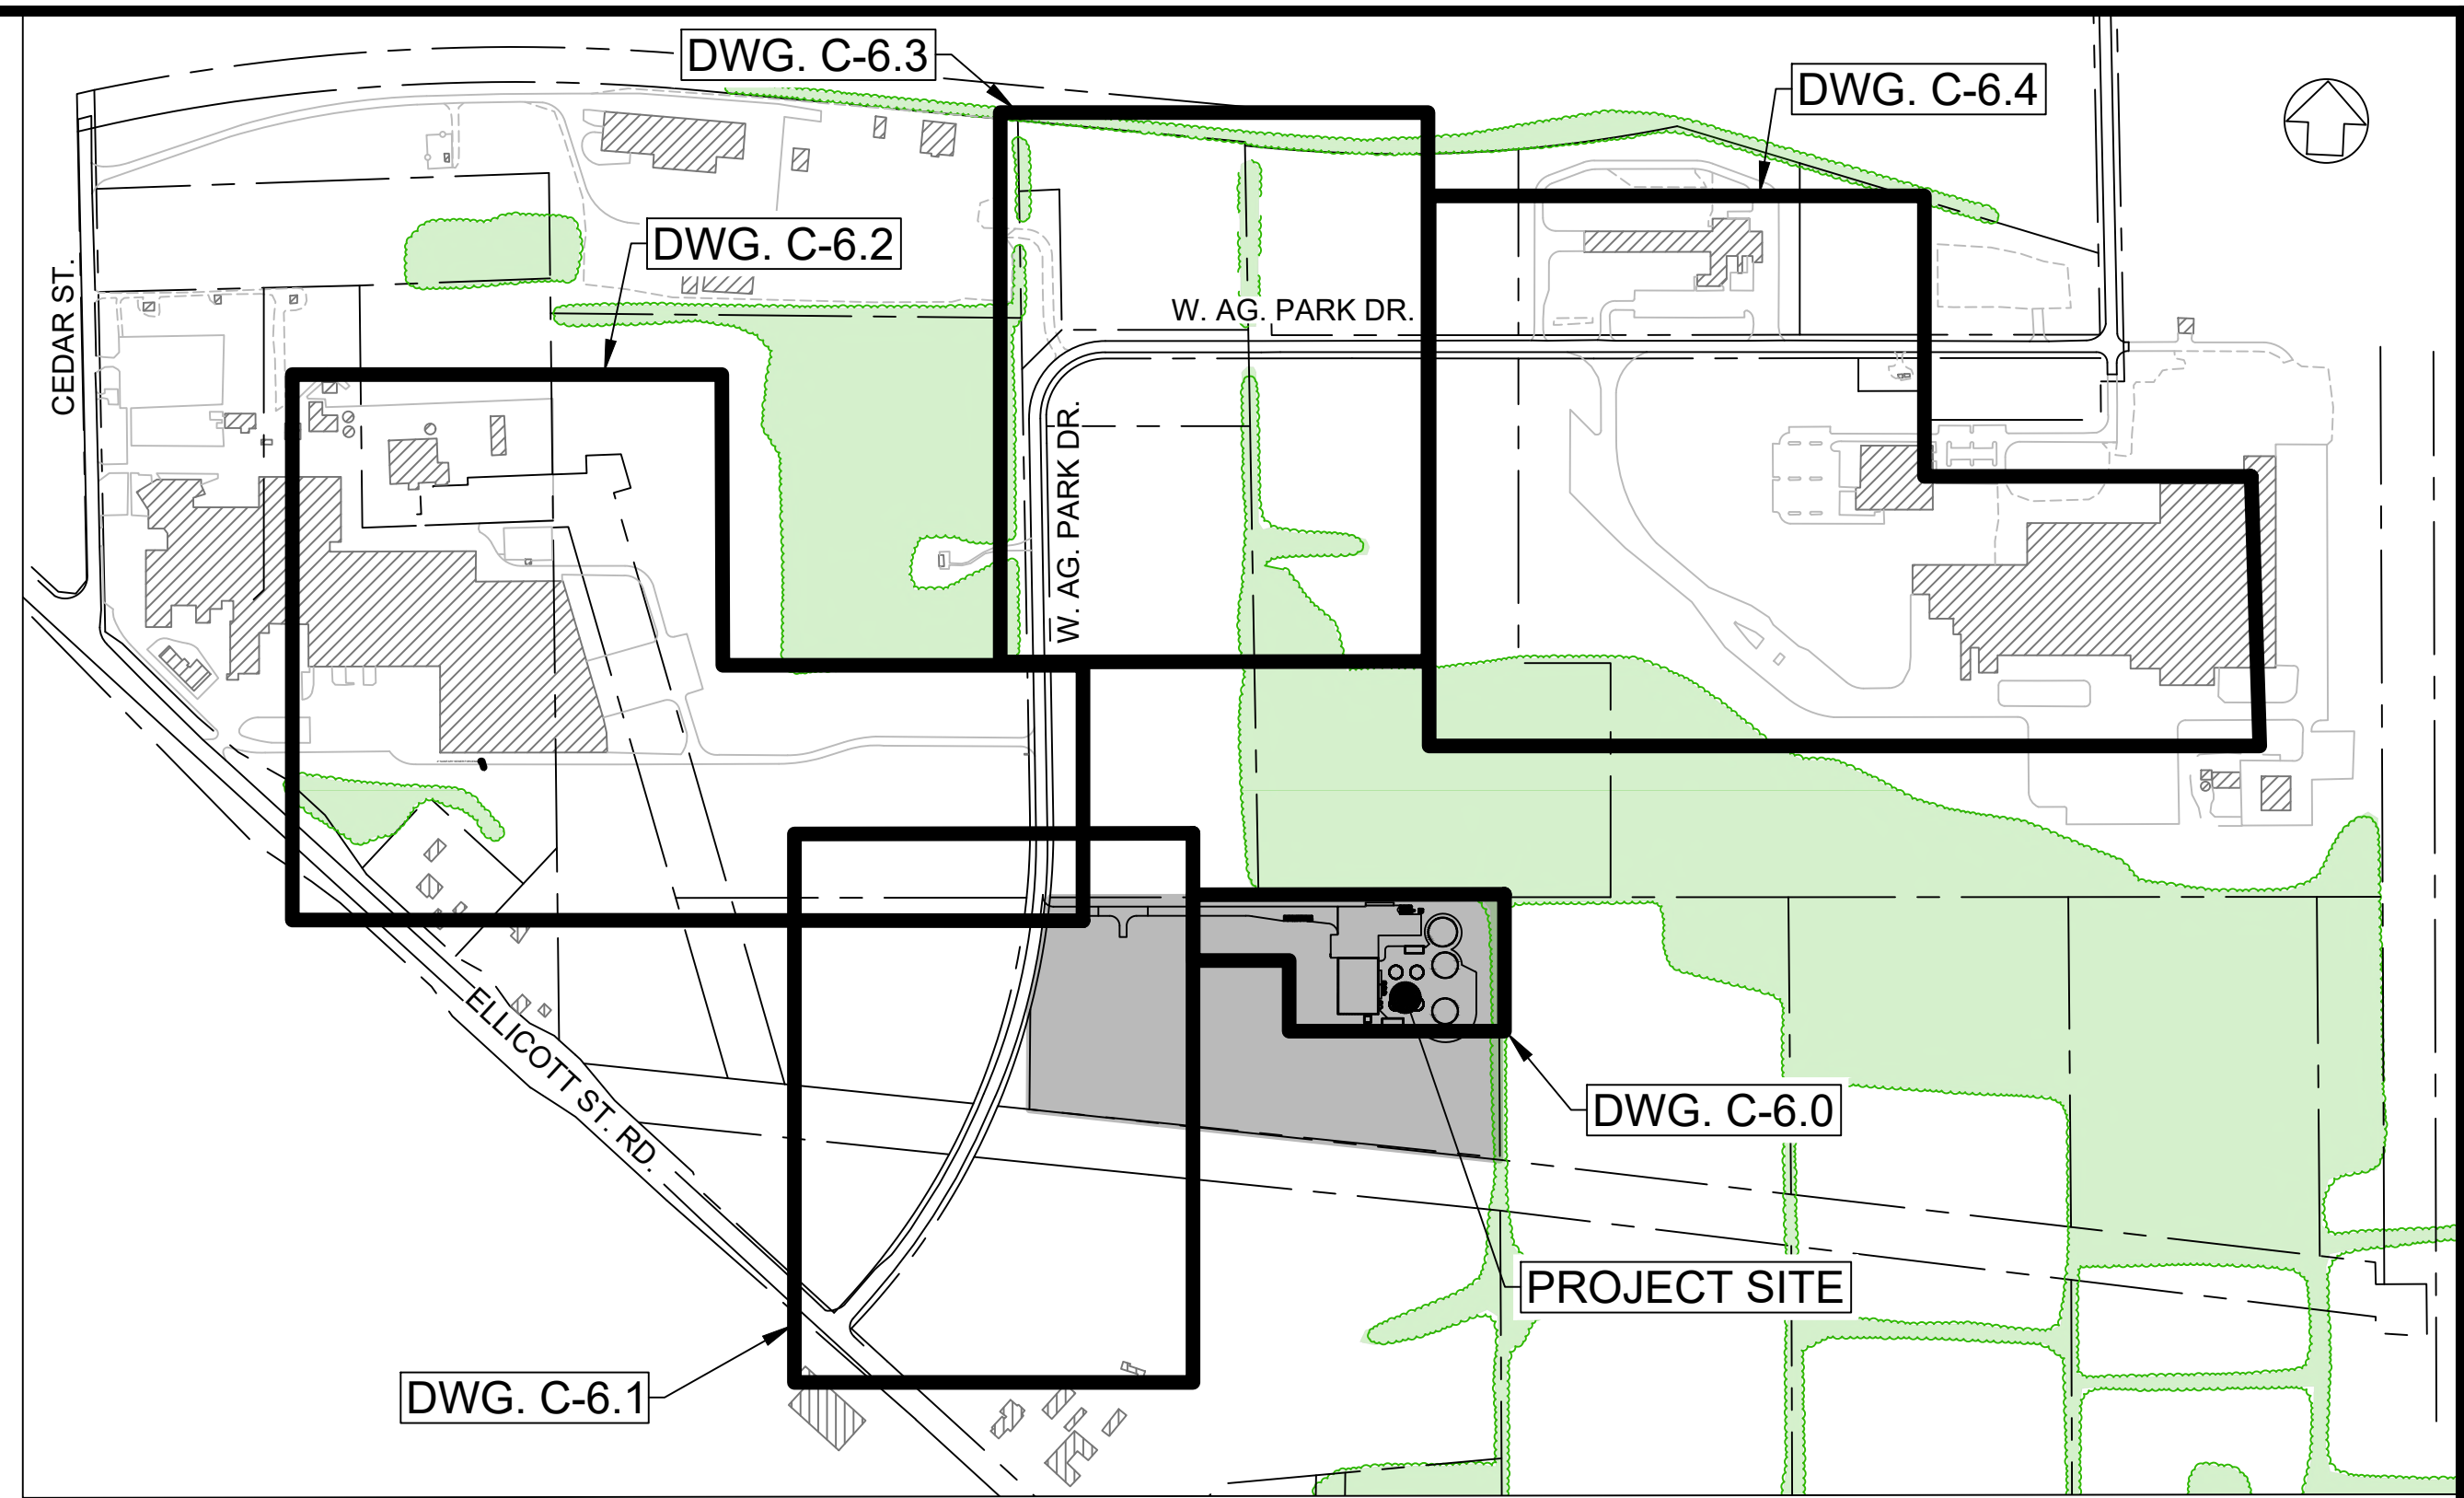 DWG. C-6.3
DWG. C-6.4
DWG. C-6.2
CEDAR ST.
W. AG. PARK DR.
W. AG. PARK DR.
ELLICOTT ST. RD.
DWG. C-6.0
PROJECT SITE
DWG. C-6.1